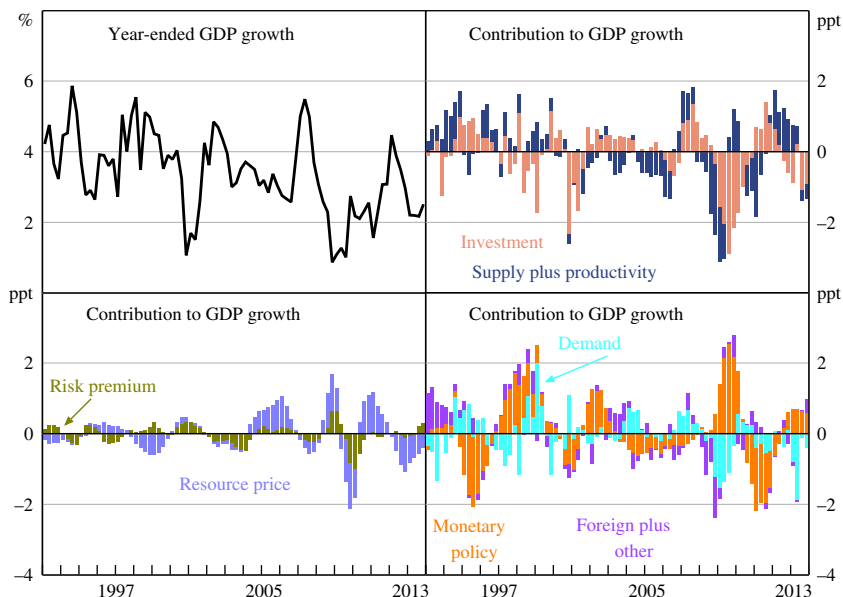 % ppt
Year-ended GDP growth
Contribution to GDP growth
6 2
4 0
2 –2
Investment
Supply plus productivity
ppt ppt
Contribution to GDP growth
Contribution to GDP growth
Demand
2 2
Risk premium
0 0
Resource price
–2 –2
Monetary
policy
Foreign plus
other
–4 –4
1997 2005 2013 1997 2005 2013